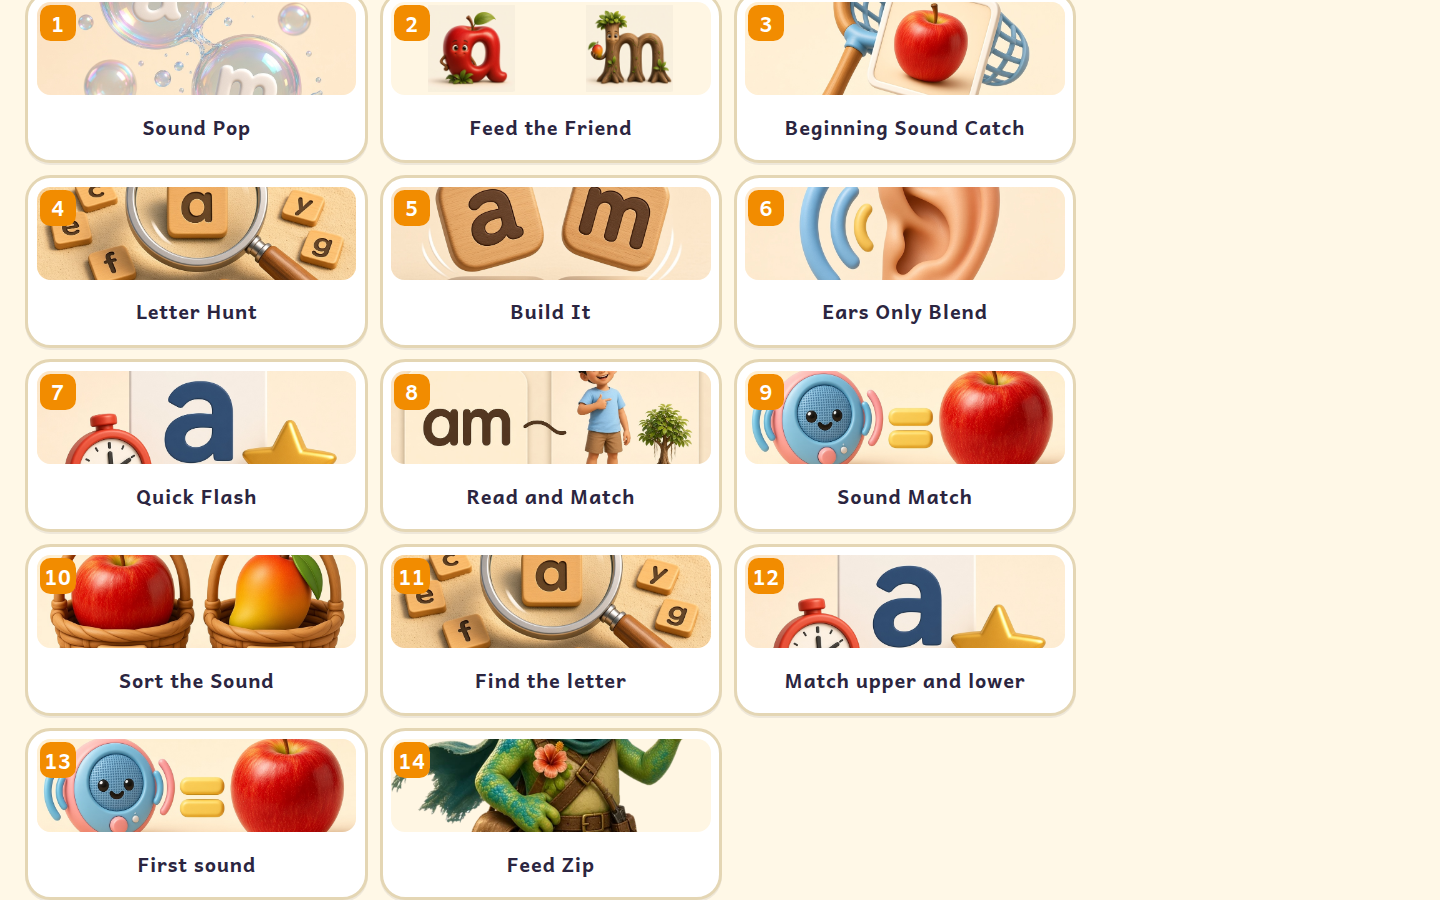 1
a
m
Sound Pop
2
a m
Feed the Friend
3
Beginning Sound Catch
4
c
a
y
e
g
f
Letter Hunt
5
a m
Build It
6
Ears Only Blend
7
a
Quick Flash
8
am
Read and Match
9
Sound Match
10
Sort the Sound
11
c
a
y
e
g
f
Find the letter
12
a
Match upper and lower
13
First sound
14
Feed Zip